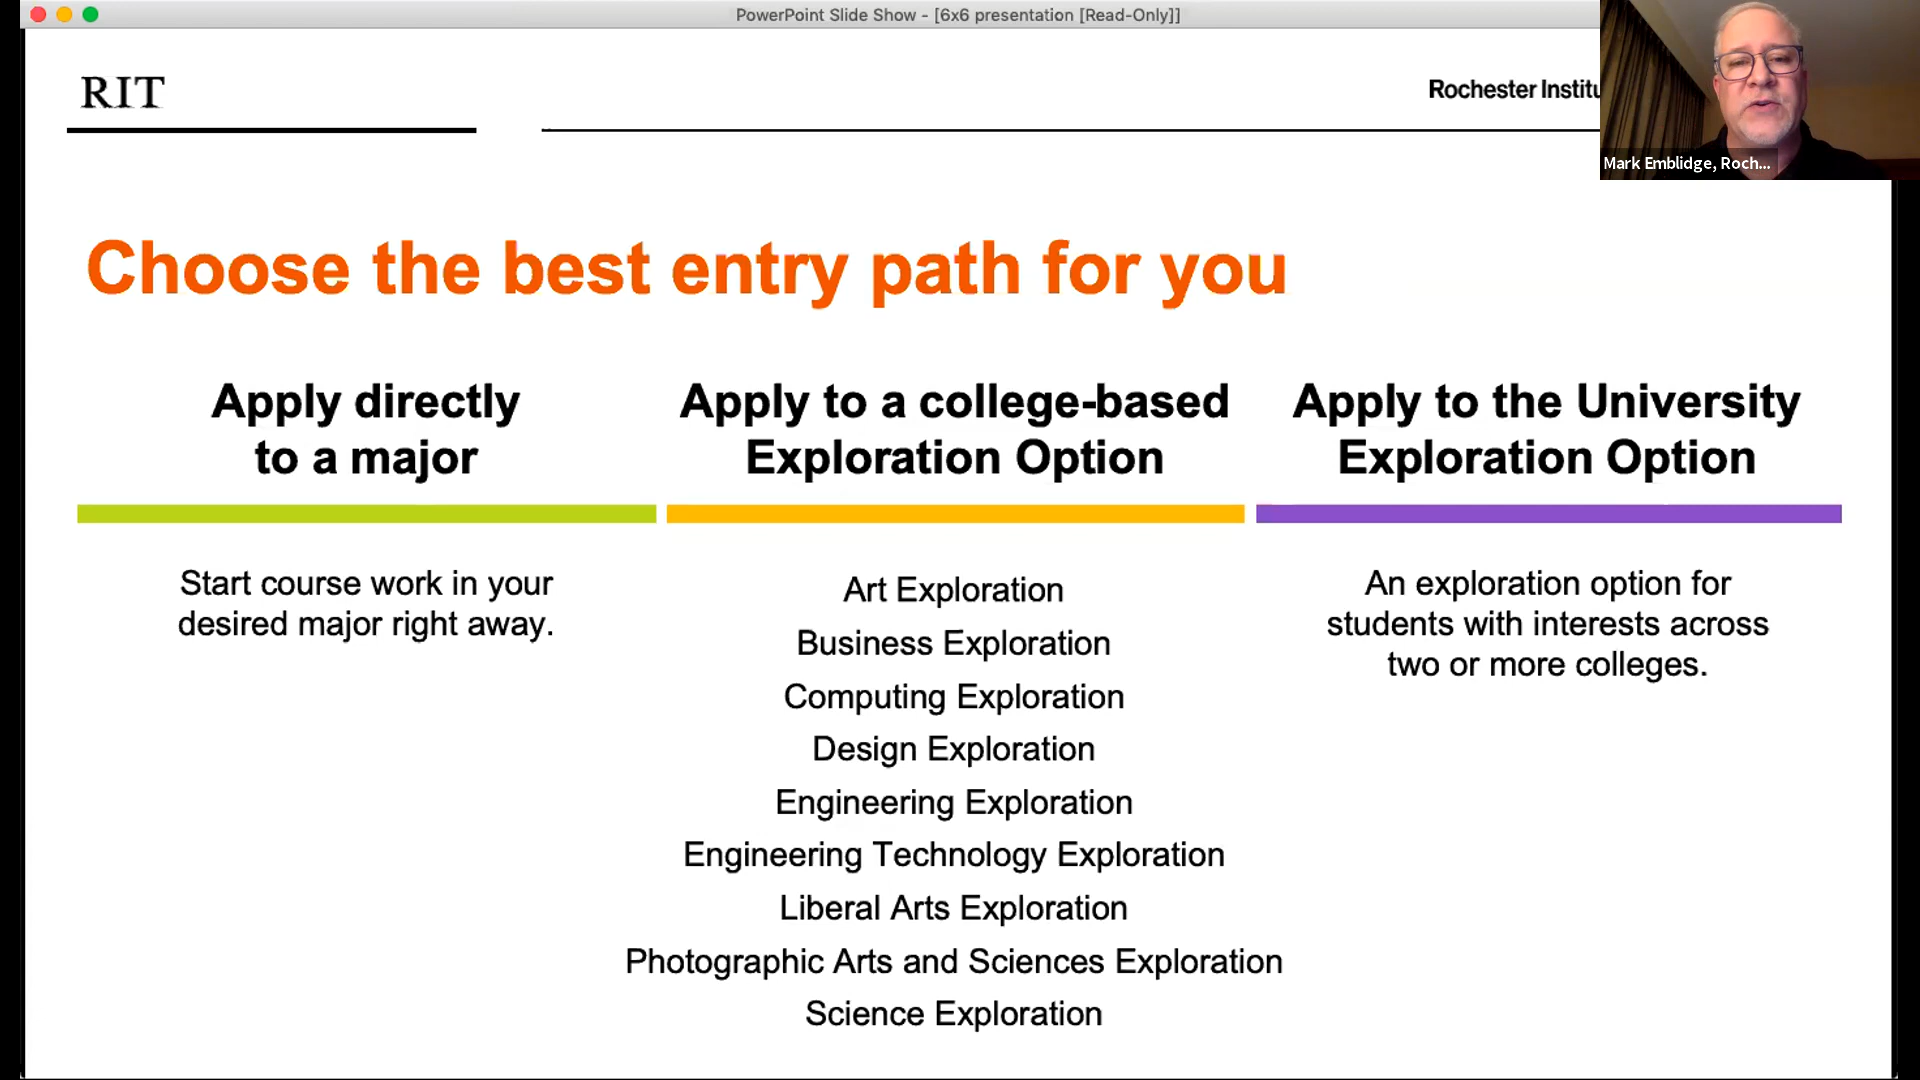 PowerPoint Slide Show - [6x6 presentation [Read-Only]]
RIT
Rochester Institu
Mark Emblidge, Roch...
Choose the best entry path for you
Apply directly
to a major
Start course work in your
desired major right away.
Apply to a college-based
Exploration Option
Art Exploration
Business Exploration
Computing Exploration
Design Exploration
Engineering Exploration
Engineering Technology Exploration
Liberal Arts Exploration
Photographic Arts and Sciences Exploration
Science Exploration
Apply to the University
Exploration Option
An exploration option for
students with interests across
two or more colleges.